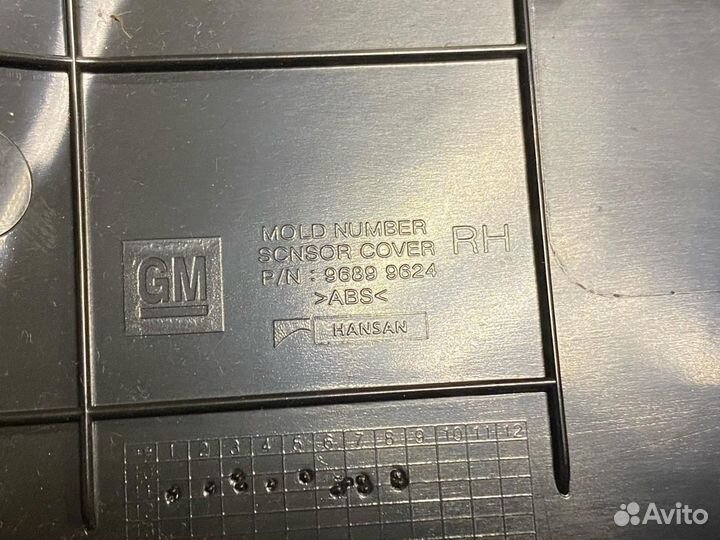 MOLD NUMBER
SCNSOR COVER RH
P/N : 9689 9624
>ABS<
GM
HANSAN
1 2 3 4 5 6 7 8 9 10 11 12
Avito